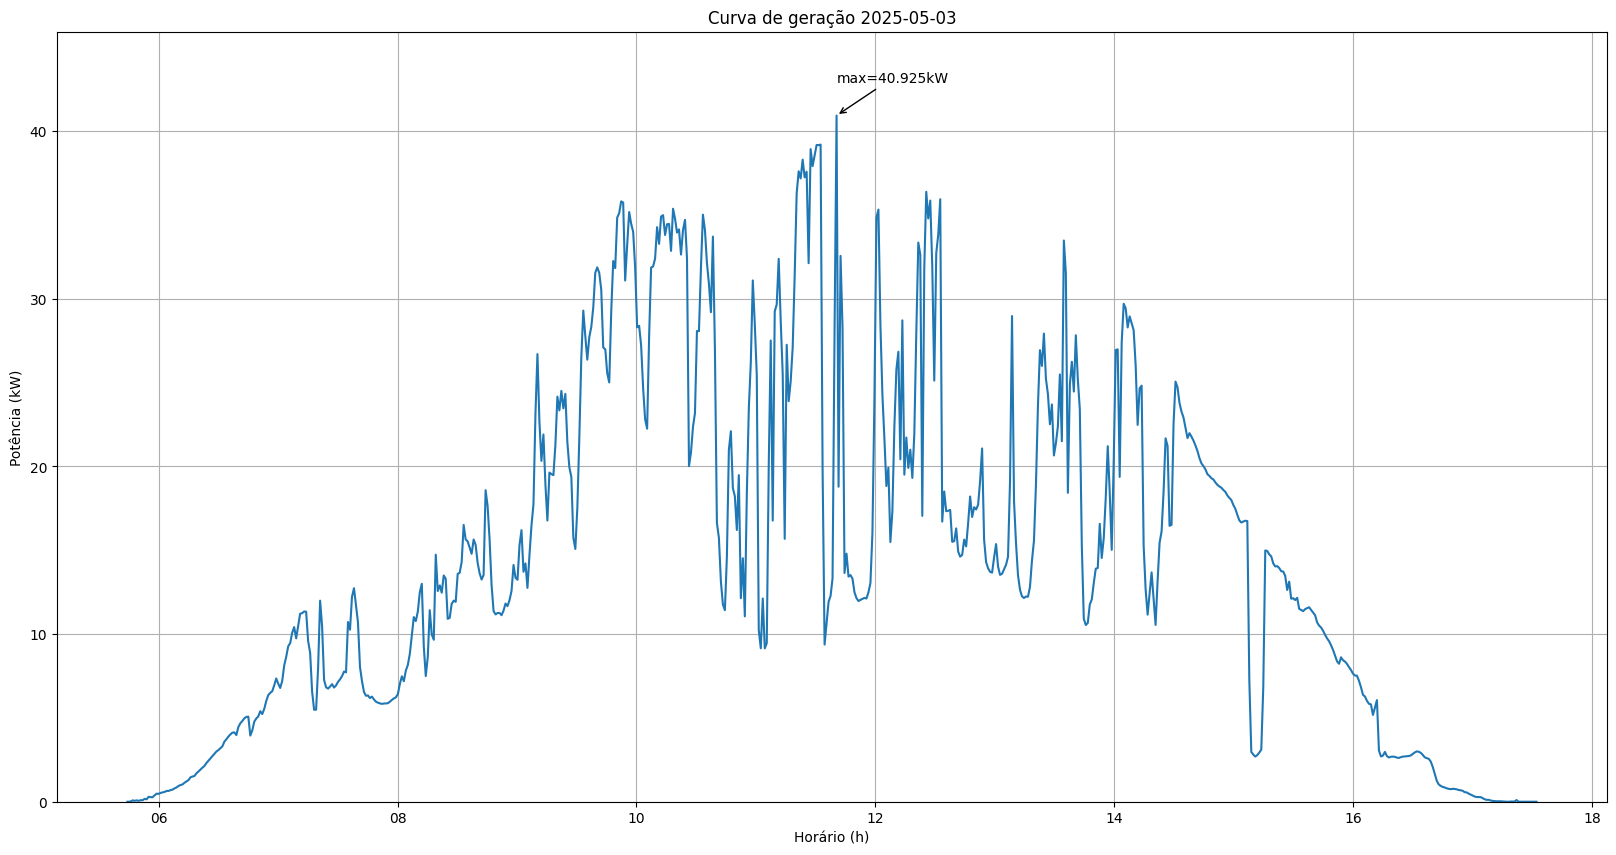 Curva de geração 2025-05-03
max=40.925kW
40
30
20
10
0
Potência (kW)
06 08 10 12 14 16 18
Horário (h)